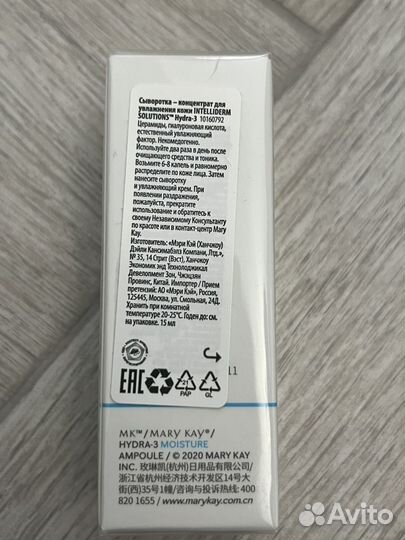 Сыворотка – концентрат для
увлажнения кожи INTELLIDERM
SOLUTIONS™ Hydra-3 10160792
Церамиды, гиалуроновая кислота,
естественный увлажняющий
фактор. Некомедогенно.
Используйте два раза в день после
очищающего средства и тоника.
Возьмите 6-8 капель и равномерно
распределите по коже лица. Затем
нанесите сыворотку
и увлажняющий крем. При
появлении раздражения,
пожалуйста, прекратите
использование и обратитесь к
своему Независимому Консультанту
по красоте или в контакт-центр Mary
Kay.
Изготовитель: «Мэри Кэй (Ханчжоу)
Дэйли Кансимабэлз Компани, Лтд.»,
№ 35, 14 Стрит (Вэст), Ханчжоу
Экономик энд Технолоджикал
Девелопмент Зон, Чжэцзян
Провинс, Китай. Импортер / Прием
претензий: АО «Мэри Кэй», Россия,
125445, Москва, ул. Смольная, 24Д.
Хранить при комнатной
температуре 20-25°С. Годен до: см.
на упаковке. 15 мл
11
EAC
21
PAP
GL
MK™/MARY KAY®/
HYDRA-3 MOISTURE
AMPOULE / © 2020 MARY KAY
INC. 玫琳凯(杭州)日用品有限公司/
浙江省杭州经济技术开发区14号大
街(西)35号1幢/咨询与投诉热线:400
820 1655 / www.marykay.com.cn
Avito